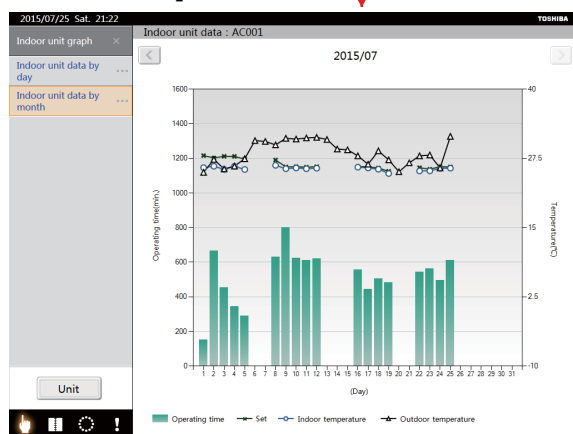 2015/07/25 Sat. 21:22
TOSHIBA
Indoor unit graph ×
Indoor unit data : AC001
Indoor unit data by
day ...
Indoor unit data by
month ...
< 2015/07 >
1600 40
1400
1200 27.5
1000
800 15
600
400 2.5
200
0 -10
Operating time(min.)
Temperature(℃)
1 2 3 4 5 6 7 8 9 10 11 12 13 14 15 16 17 18 19 20 21 22 23 24 25 26 27 28 29 30 31
(Day)
Unit
Operating time Set Indoor temperature Outdoor temperature